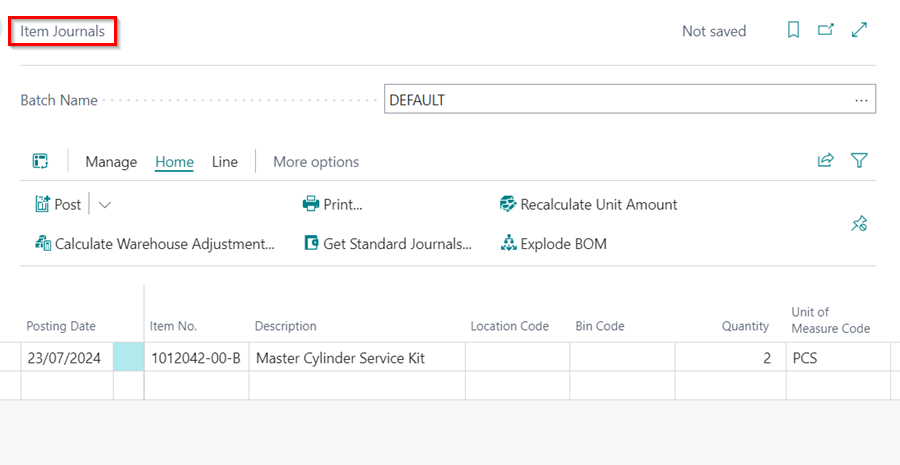 Item Journals Not saved
Batch Name DEFAULT ...
Manage Home Line More options
Post Print... Recalculate Unit Amount
Calculate Warehouse Adjustment... Get Standard Journals... Explode BOM
Unit of
Posting Date Item No. Description Location Code Bin Code Quantity Measure Code
23/07/2024 1012042-00-B Master Cylinder Service Kit 2 PCS